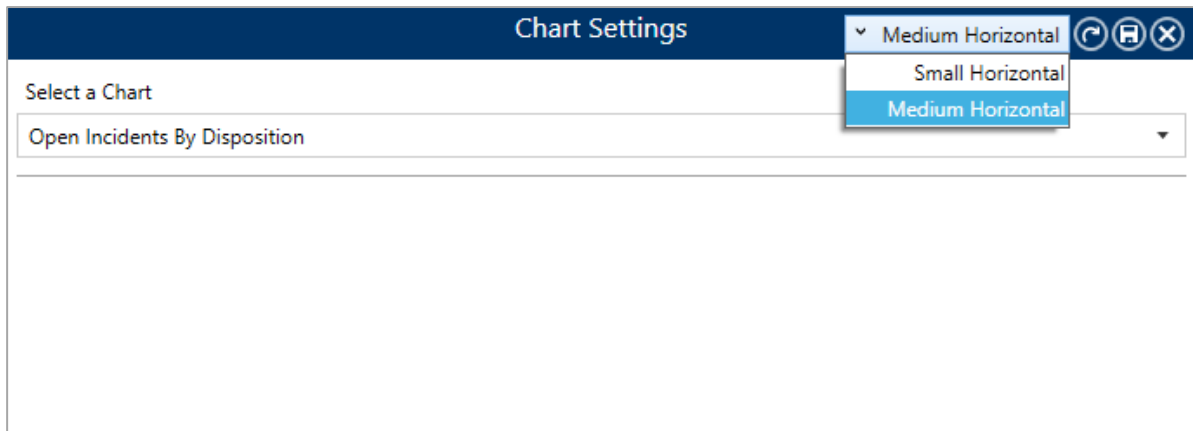 Chart Settings
Medium Horizontal
Small Horizontal
Medium Horizontal
Select a Chart
Open Incidents By Disposition